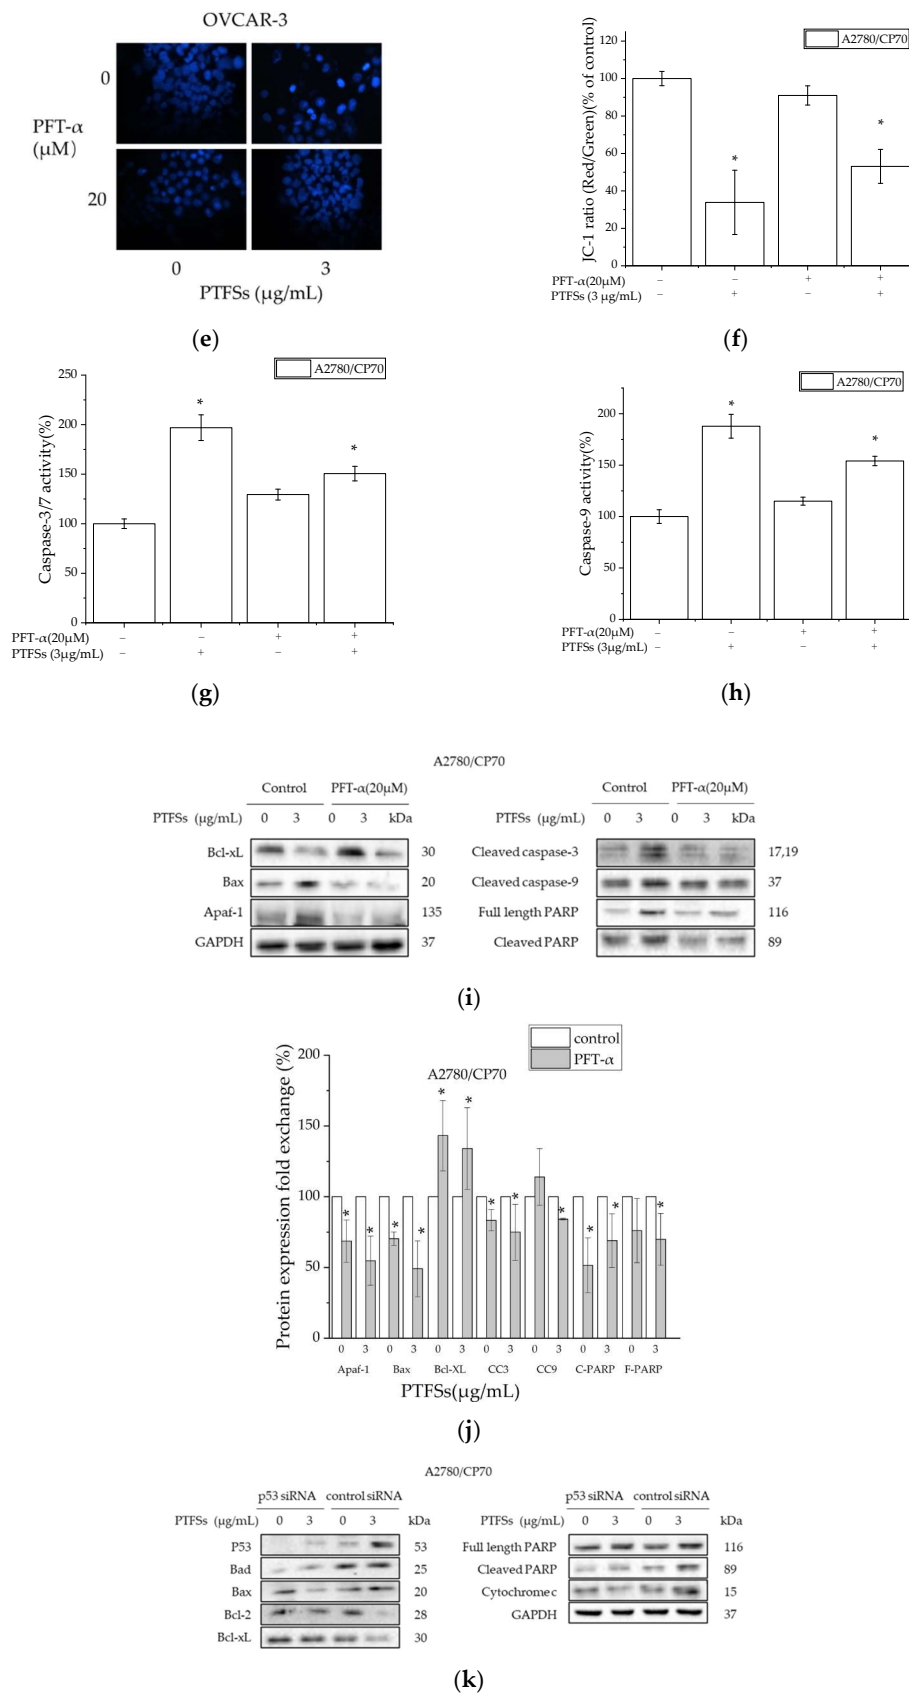 OVCAR-3
0
PFT-α
(μM)
20
0 3
PTFSs (μg/mL)
(e)
A2780/CP70
JC-1 ratio (Red/Green)(% of control)
120
100
80
60
40
20
0
* *
PFT-α(20μM) – – + +
PTFSs (3 μg/mL) – + – +
(f)
A2780/CP70
Caspase-3/7 activity(%)
250
200
150
100
50
0
* *
PFT-α(20μM) – – + +
PTFSs (3μg/mL) – + – +
(g)
A2780/CP70
Caspase-9 activity(%)
200
150
100
50
0
* *
PFT-α(20μM) – – + +
PTFSs (3μg/mL) – + – +
(h)
A2780/CP70
Control PFT-α(20μM)
PTFSs (μg/mL) 0 3 0 3 kDa
Bcl-xL 30
Bax 20
Apaf-1 135
GAPDH 37
Control PFT-α(20μM)
PTFSs (μg/mL) 0 3 0 3 kDa
Cleaved caspase-3 17,19
Cleaved caspase-9 37
Full length PARP 116
Cleaved PARP 89
(i)
control
PFT-α
A2780/CP70
Protein expression fold exchange (%)
200
150
100
50
0
* * * * * * * * * * * *
0 3 0 3 0 3 0 3 0 3 0 3 0 3
Apaf-1 Bax Bcl-XL CC3 CC9 C-PARP F-PARP
PTFSs(μg/mL)
(j)
A2780/CP70
p53 siRNA control siRNA
PTFSs (μg/mL) 0 3 0 3 kDa
P53 53
Bad 25
Bax 20
Bcl-2 28
Bcl-xL 30
p53 siRNA control siRNA
PTFSs (μg/mL) 0 3 0 3 kDa
Full length PARP 116
Cleaved PARP 89
Cytochrome c 15
GAPDH 37
(k)